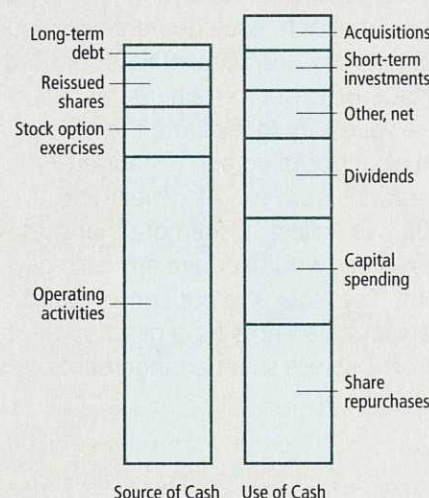 Long-term
debt
Reissued
shares
Stock option
exercises
Operating
activities
Acquisitions
Short-term
investments
Other, net
Dividends
Capital
spending
Share
repurchases
Source of Cash
Use of Cash